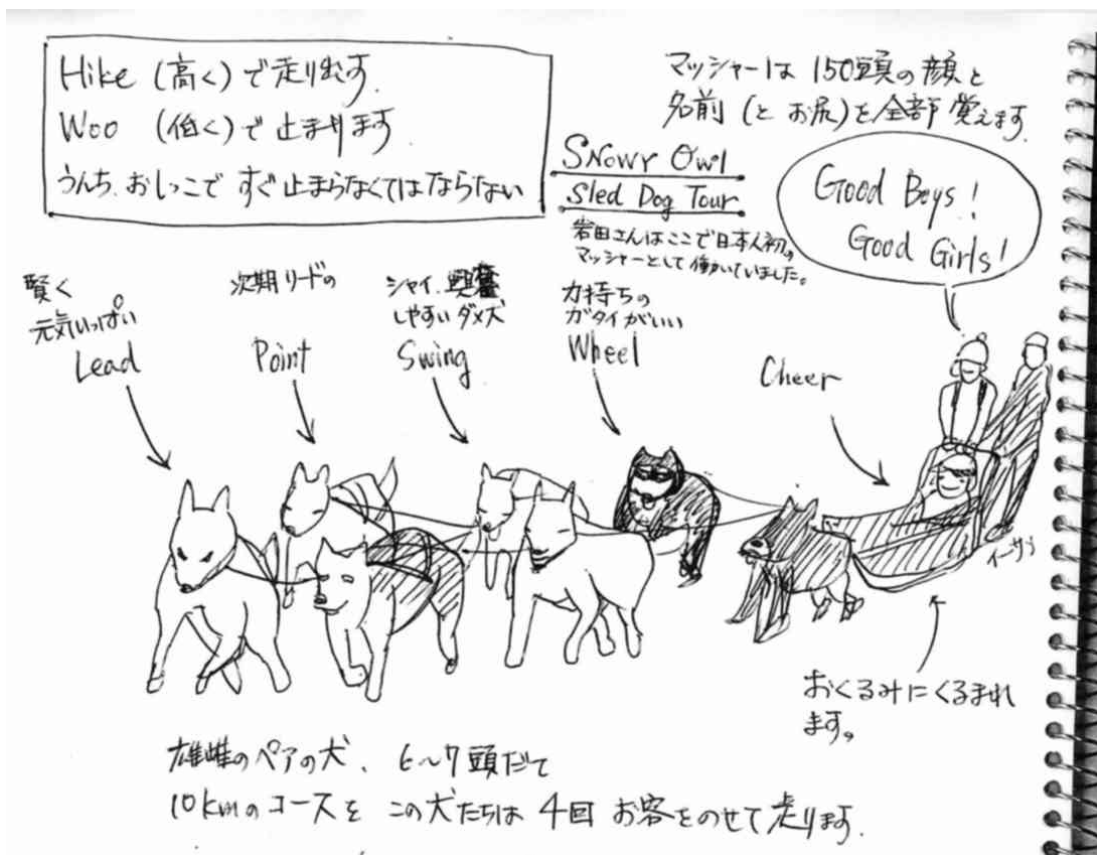 Hike (高く)で走り出す.
Woo (低く)で止まります
うんち、おしっこで すぐ止まらなくてはならない
マッシャーは 150頭の顔と
名前(と お尻)を全部覚えます.
Snowy Owl
Sled Dog Tour
岩田さんはここで日本人初の
マッシャーとして働いていました。
Good Boys!
Good Girls!
賢く
元気いっぱい
Lead
次期リードの
Point
シャイ、興奮
しやすいダメ犬
Swing
力持ちの
ガタイがいい
Wheel
Cheer
イーサン
おくるみにくるまれ
ます。
雄雌のペアの犬、6〜7頭だて
10kmのコースを この犬たちは 4回 お客をのせて走ります.